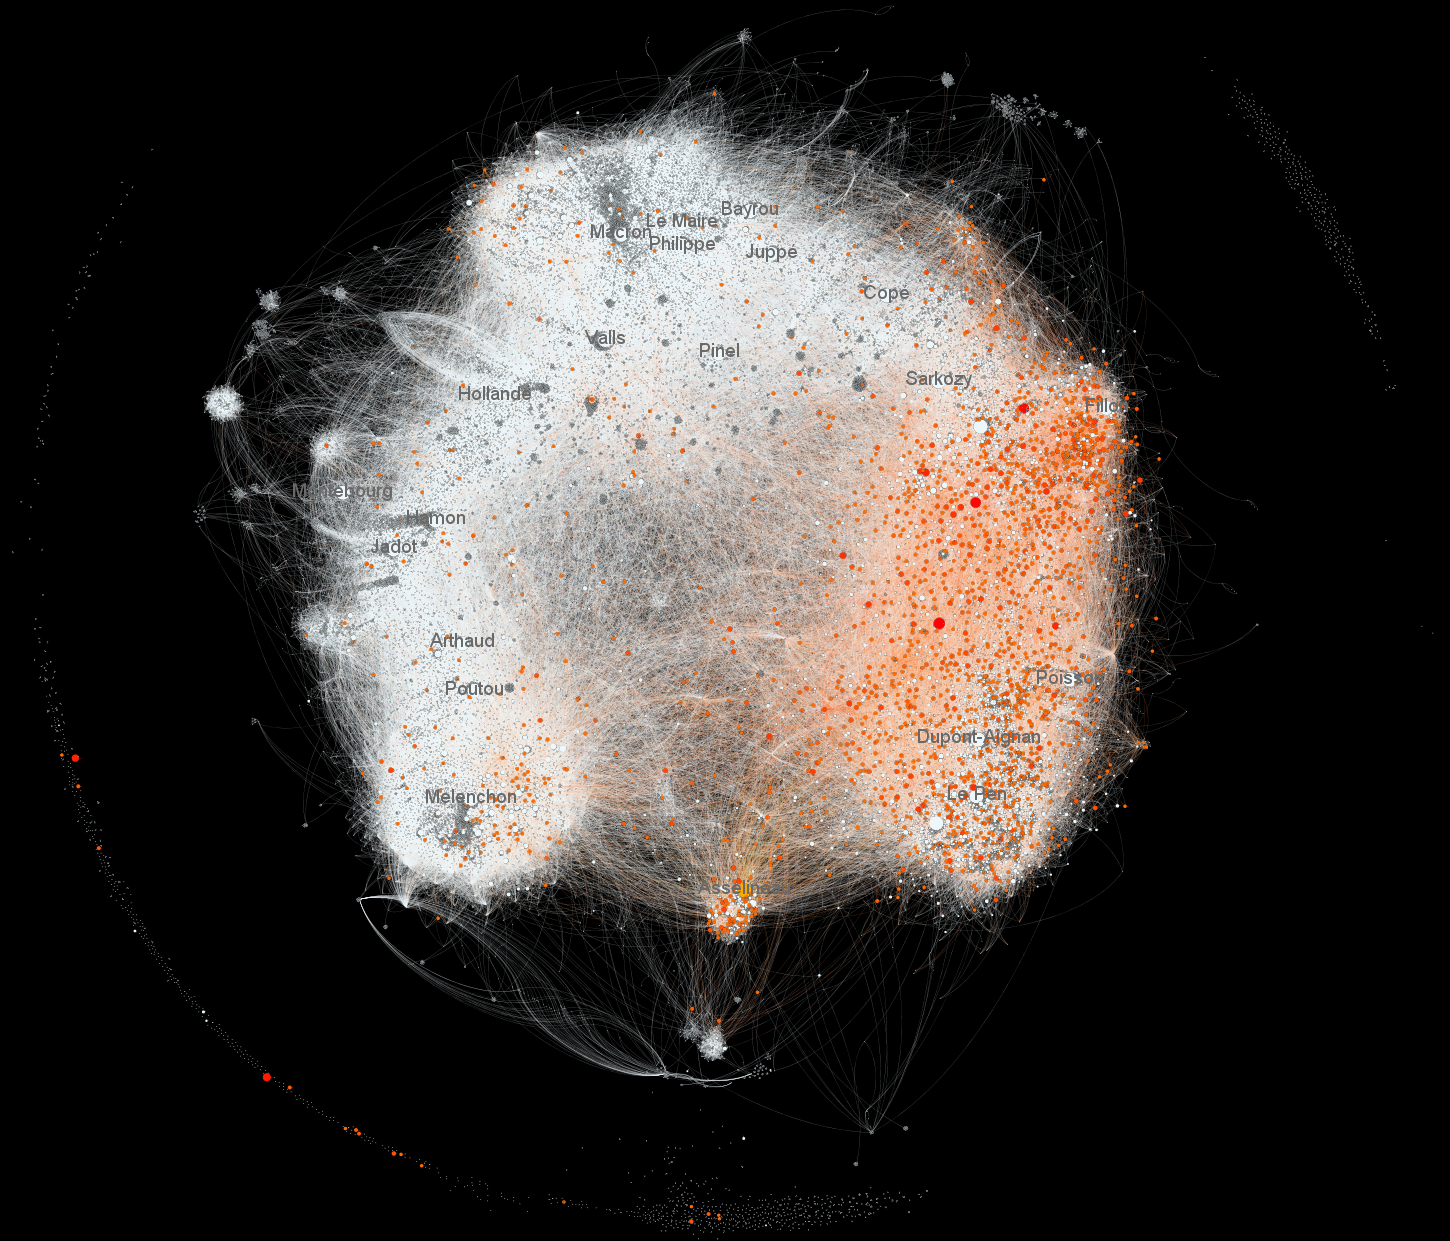 Bayrou
Le Maire
Macron
Philippe
Juppe
Cope
Valls
Pinel
Sarkozy
Hollande
Fillo
Montebourg
Hamon
Jadot
Arthaud
Poisson
Poutou
Dupont-Aignan
Le Pen
Melenchon
Asselineau